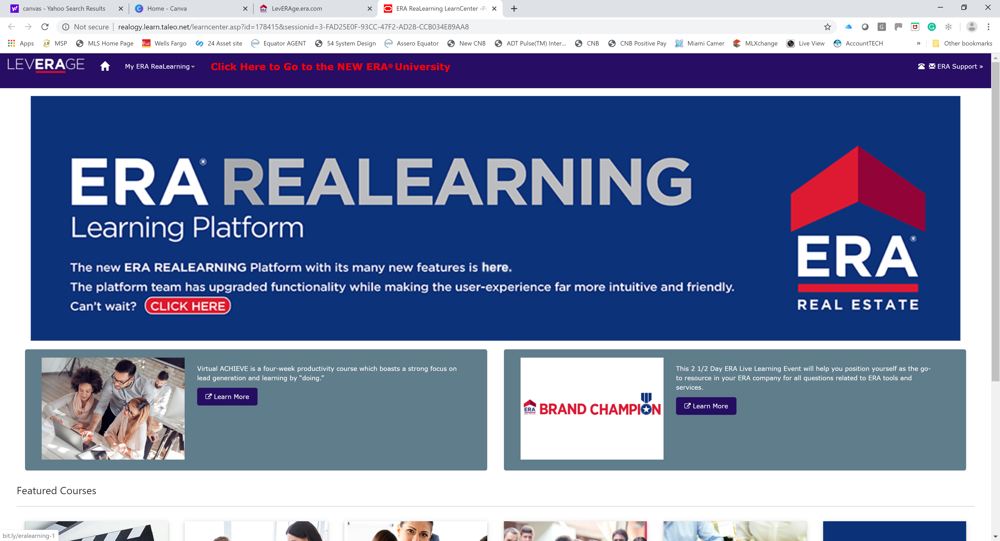 canvas - Yahoo Search Results
Home - Canva
LevERAge.era.com
ERA ReaLearning LearnCenter -Po
Not secure
realogy.learn.taleo.net/learncenter.asp?id=178415&sessionid=3-FAD25E0F-93CC-47F2-AD28-CCB034E89AA8
Apps
MSP
MLS Home Page
Wells Fargo
24 Asset site
Equator AGENT
54 System Design
Assero Equator
New CNB
ADT Pulse(TM) Inter...
CNB
CNB Positive Pay
Miami Camer
MLXchange
Live View
AccountTECH
»
Other bookmarks
LEVERAGE
My ERA ReaLearning
Click Here to Go to the NEW ERA® University
ERA Support »
ERA® REALEARNING
Learning Platform
The new ERA REALEARNING Platform with its many new features is here.
The platform team has upgraded functionality while making the user-experience far more intuitive and friendly.
Can't wait? CLICK HERE
ERA®
REAL ESTATE
Virtual ACHIEVE is a four-week productivity course which boasts a strong focus on
lead generation and learning by “doing.”
Learn More
ERA
REAL ESTATE
BRAND CHAMPION
This 2 1/2 Day ERA Live Learning Event will help you position yourself as the go-
to resource in your ERA company for all questions related to ERA tools and
services.
Learn More
Featured Courses
bit.ly/eralearning-1